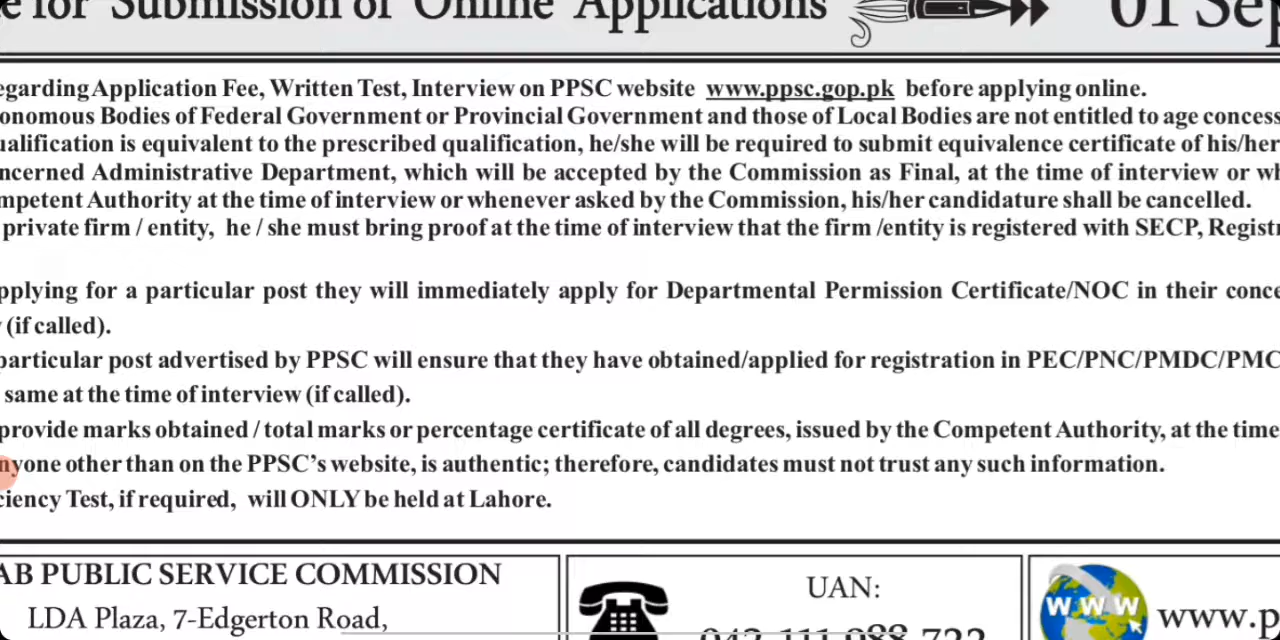 e for Submission of Online Applications 01 Sep
egarding Application Fee, Written Test, Interview on PPSC website www.ppsc.gop.pk before applying online.
onomous Bodies of Federal Government or Provincial Government and those of Local Bodies are not entitled to age concess
ualification is equivalent to the prescribed qualification, he/she will be required to submit equivalence certificate of his/her
ncerned Administrative Department, which will be accepted by the Commission as Final, at the time of interview or wh
mpetent Authority at the time of interview or whenever asked by the Commission, his/her candidature shall be cancelled.
private firm / entity, he / she must bring proof at the time of interview that the firm /entity is registered with SECP, Registr
pplying for a particular post they will immediately apply for Departmental Permission Certificate/NOC in their conce
(if called).
particular post advertised by PPSC will ensure that they have obtained/applied for registration in PEC/PNC/PMDC/PMC
same at the time of interview (if called).
provide marks obtained / total marks or percentage certificate of all degrees, issued by the Competent Authority, at the time
nyone other than on the PPSC's website, is authentic; therefore, candidates must not trust any such information.
ciency Test, if required, will ONLY be held at Lahore.
AB PUBLIC SERVICE COMMISSION
LDA Plaza, 7-Edgerton Road,
UAN:
042-111-988-722
WWW
www.p